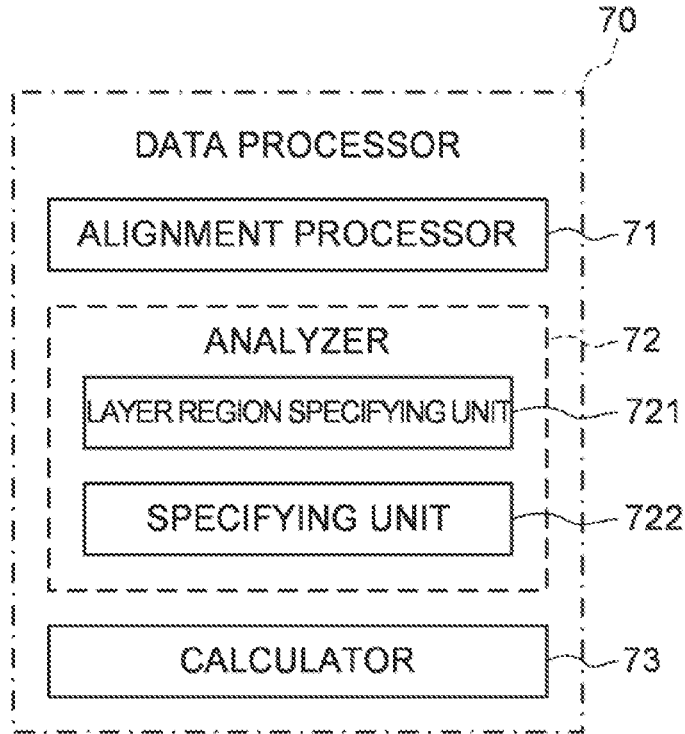 70
DATA PROCESSOR
ALIGNMENT PROCESSOR 71
ANALYZER 72
LAYER REGION SPECIFYING UNIT 721
SPECIFYING UNIT 722
CALCULATOR 73